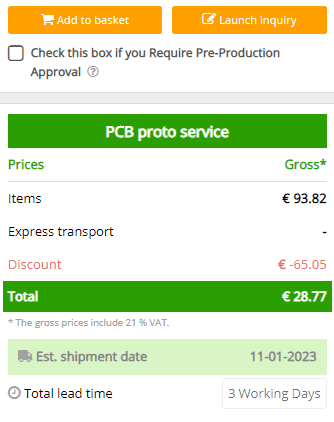 Add to basket
Launch inquiry
Check this box if you Require Pre-Production
Approval ?
PCB proto service
Prices Gross*
Items € 93.82
Express transport -
Discount € -65.05
Total € 28.77
* The gross prices include 21 % VAT.
Est. shipment date 11-01-2023
Total lead time 3 Working Days